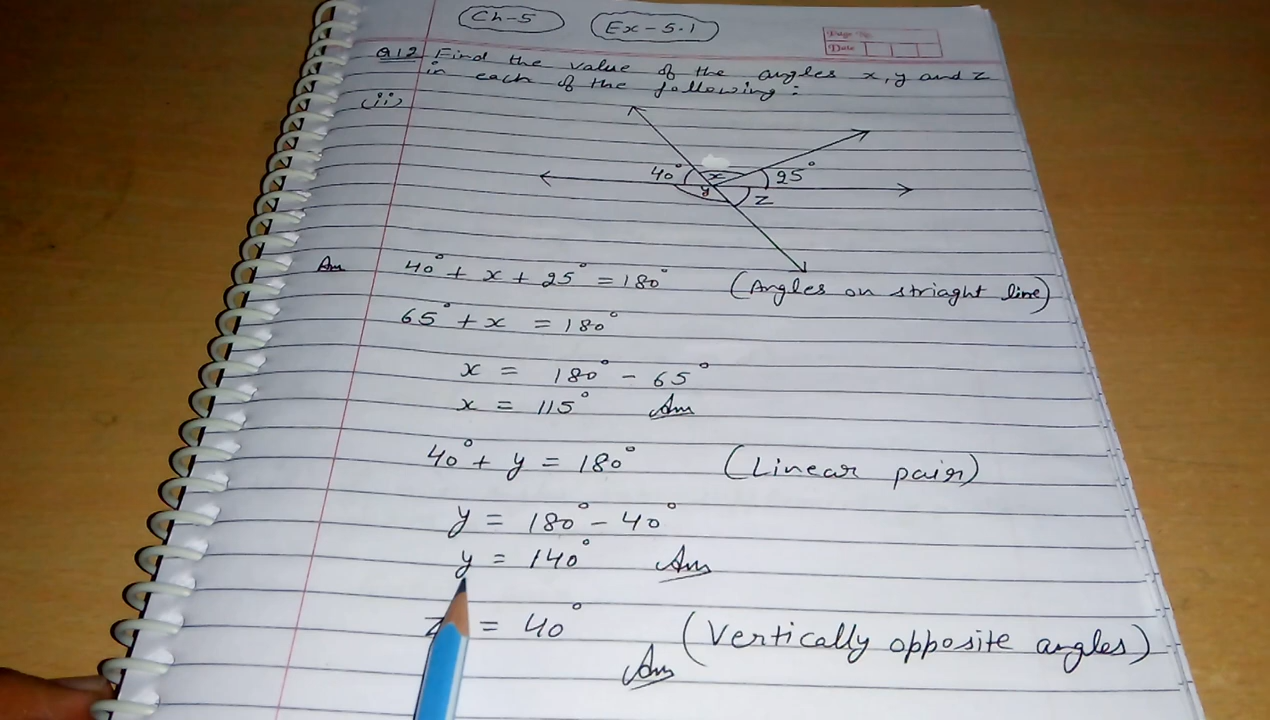 Ch-5 Ex-5.1
Page No.
Date
Q12 Find the value of the angles x, y and z
in each of the following:
(ii)
40° x 25°
y z
Ans 40° + x + 25° = 180° (Angles on striaght line)
65° + x = 180°
x = 180° - 65°
x = 115° Ans
40° + y = 180° (Linear pair)
y = 180° - 40°
y = 140° Ans
z = 40° (Vertically opposite angles)
Ans